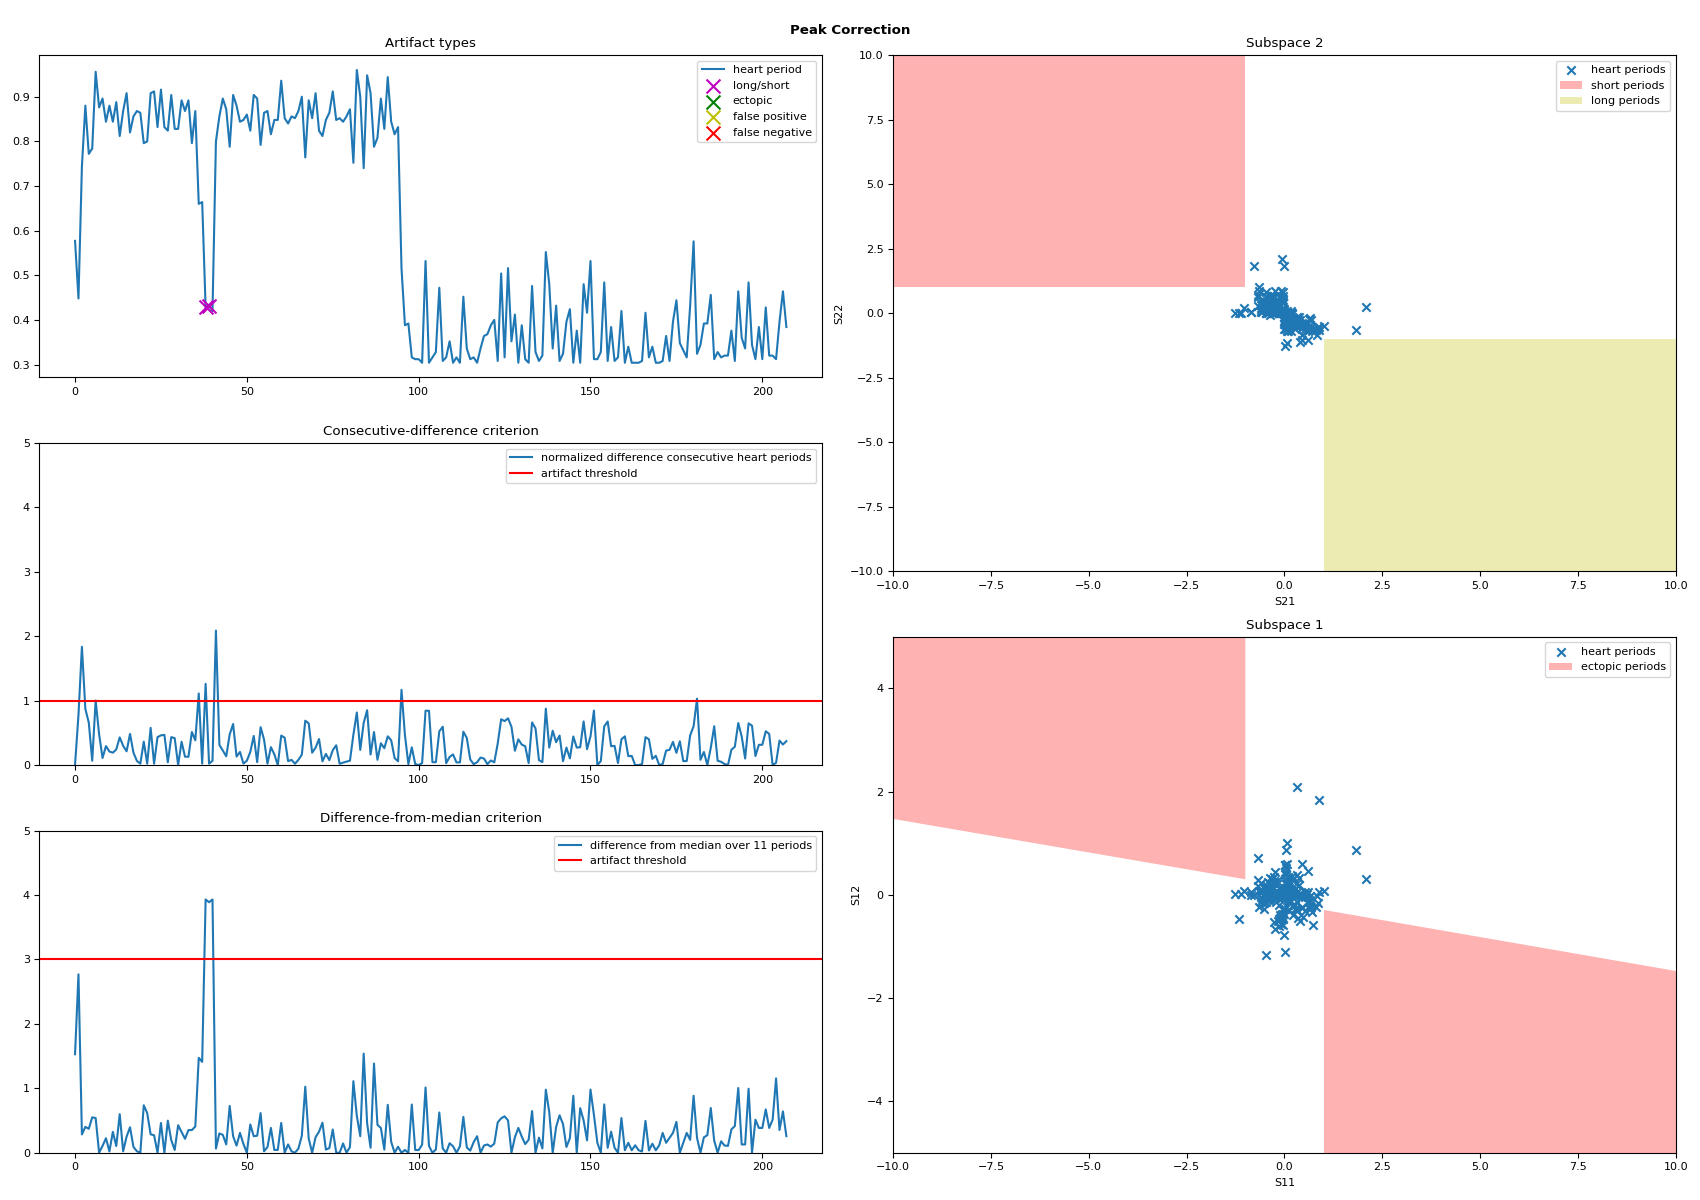 Peak Correction
Artifact types
heart period
long/short
ectopic
false positive
false negative
0.9
0.8
0.7
0.6
0.5
0.4
0.3
0 50 100 150 200
Consecutive-difference criterion
normalized difference consecutive heart periods
artifact threshold
5
4
3
2
1
0
0 50 100 150 200
Difference-from-median criterion
difference from median over 11 periods
artifact threshold
5
4
3
2
1
0
0 50 100 150 200
Subspace 2
heart periods
short periods
long periods
10.0
7.5
5.0
2.5
0.0
−2.5
−5.0
−7.5
−10.0
S22
−10.0 −7.5 −5.0 −2.5 0.0 2.5 5.0 7.5 10.0
S21
Subspace 1
heart periods
ectopic periods
4
2
0
−2
−4
S12
−10.0 −7.5 −5.0 −2.5 0.0 2.5 5.0 7.5 10.0
S11